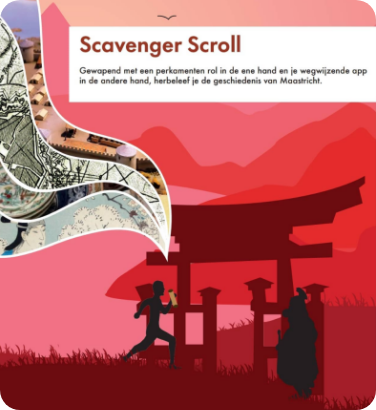 Scavenger Scroll
Gewapend met een perkamenten rol in de ene hand en je wegwijzende app
in de andere hand, herbeleef je de geschiedenis van Maastricht.